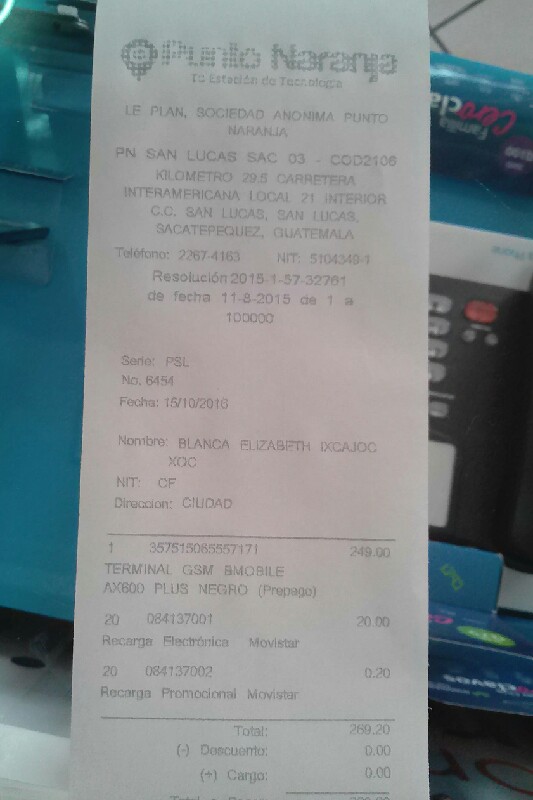 Punto Naranja
Tu Estación de Tecnología
LE PLAN, SOCIEDAD ANONIMA PUNTO
NARANJA
PN SAN LUCAS SAC 03 - COD2106
KILOMETRO 29.5 CARRETERA
INTERAMERICANA LOCAL 21 INTERIOR
C.C. SAN LUCAS, SAN LUCAS,
SACATEPEQUEZ, GUATEMALA
Teléfono: 2267-4163 NIT: 5104349-1
Resolución 2015-1-57-32761
de fecha 11-8-2015 de 1 a
100000
Serie: PSL
No. 6454
Fecha: 15/10/2016
Nombre: BLANCA ELIZABETH IXCAJOC
XOC
NIT: CF
Direccion: CIUDAD
1 357515065557171 249.00
TERMINAL GSM BMOBILE
AX600 PLUS NEGRO (Prepago)
20 084137001 20.00
Recarga Electrónica Movistar
20 084137002 0.20
Recarga Promocional Movistar
Total: 269.20
(-) Descuento: 0.00
(+) Cargo: 0.00
Familia